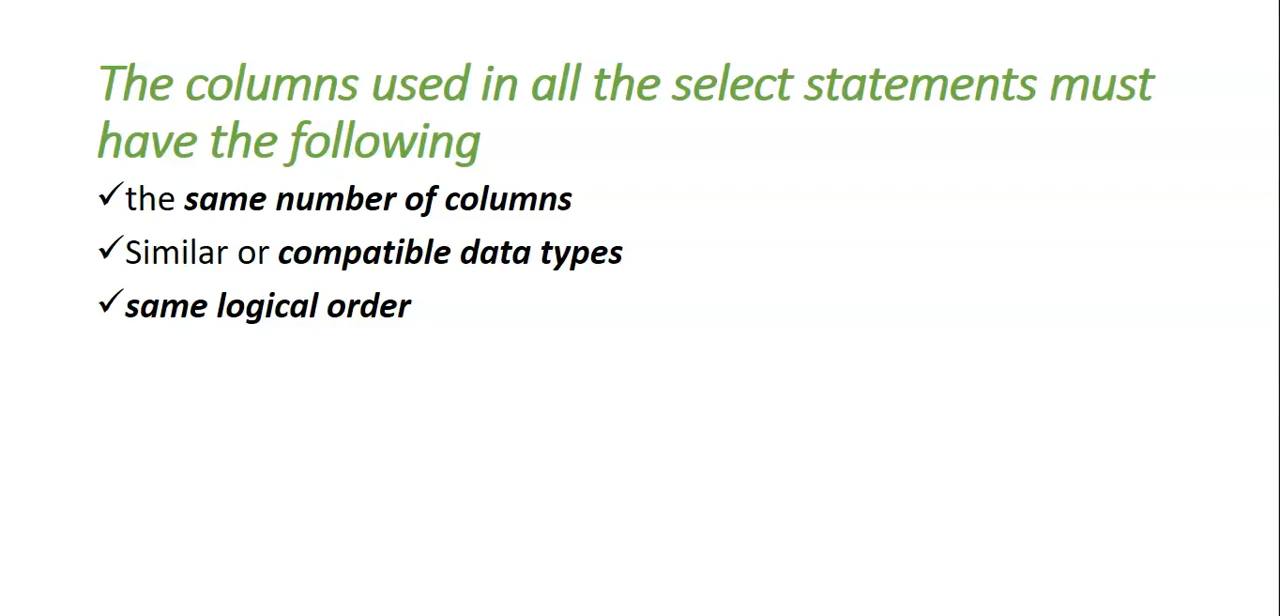 The columns used in all the select statements must
have the following
✓the same number of columns
✓Similar or compatible data types
✓same logical order